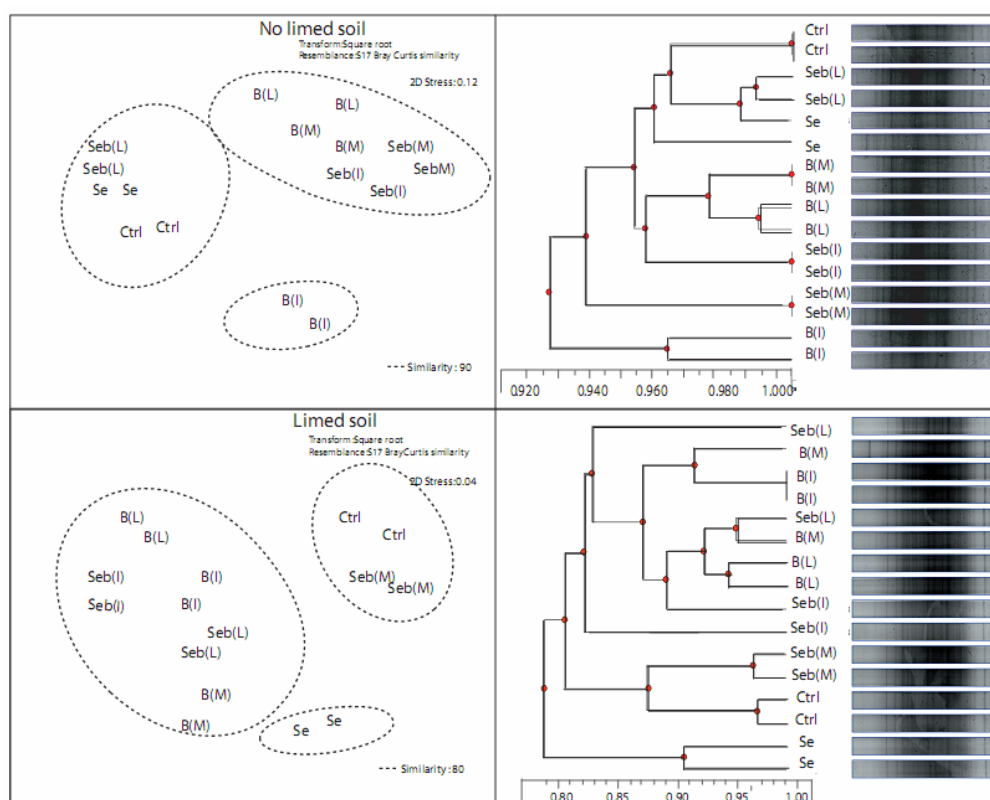 No limed soil
Transform:Square root
Resemblance:S17 Bray Curtis similarity
2D Stress:0.12
B(L)
B(L)
B(M)
B(M)
Seb(M)
SebM)
Seb(I)
Seb(I)
Seb(L)
Seb(L)
Se Se
Ctrl Ctrl
B(I)
B(I)
Similarity: 90
Ctrl
Ctrl
Seb(L)
Seb(L)
Se
Se
B(M)
B(M)
B(L)
B(L)
Seb(I)
Seb(I)
Seb(M)
Seb(M)
B(I)
B(I)
0.920 0.940 0.960 0.980 1.000
Limed soil
Transform:Square root
Resemblance:S17 BrayCurtis similarity
2D Stress:0.04
Ctrl
Ctrl
Seb(M)
Seb(M)
B(L)
B(L)
Seb(I)
B(I)
Seb(I)
B(I)
Seb(L)
Seb(L)
B(M)
B(M)
Se
Se
Similarity: 80
Seb(L)
B(M)
B(I)
B(I)
Seb(L)
B(M)
B(L)
B(L)
Seb(I)
Seb(I)
Seb(M)
Seb(M)
Ctrl
Ctrl
Se
Se
0.80 0.85 0.90 0.95 1.00